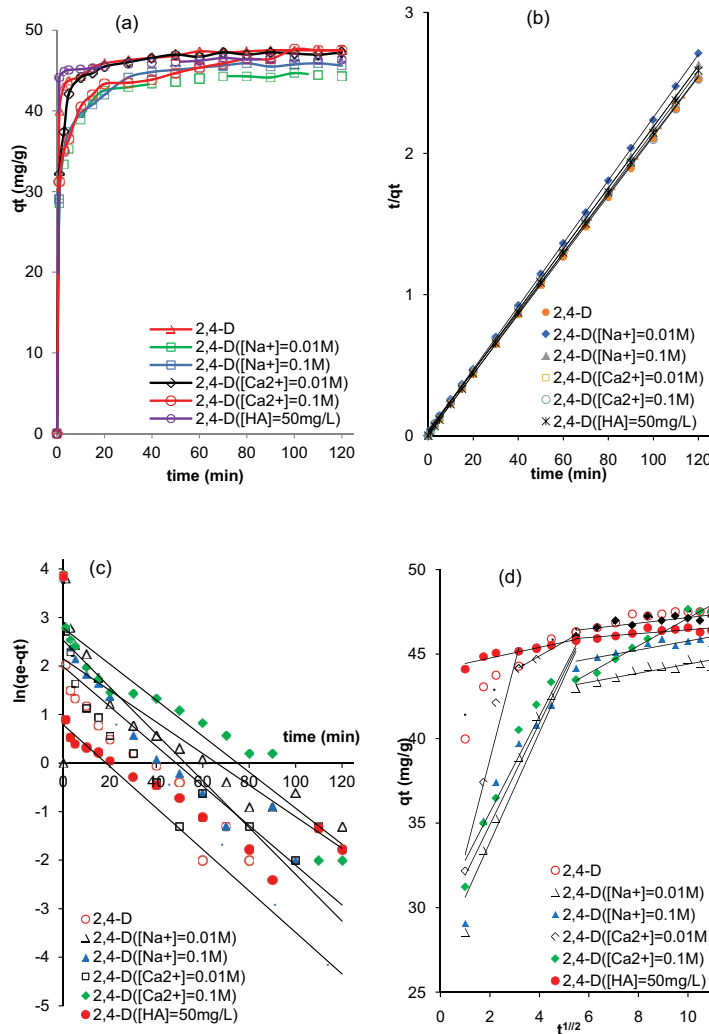 (a)
60
50
40
30
20
10
0
qt (mg/g)
0 20 40 60 80 100 120
time (min)
2,4-D
2,4-D([Na+]=0.01M)
2,4-D([Na+]=0.1M)
2,4-D([Ca2+]=0.01M)
2,4-D([Ca2+]=0.1M)
2,4-D([HA]=50mg/L)
(b)
3
2
1
0
t/qt
0 20 40 60 80 100 120
time (min)
2,4-D
2,4-D([Na+]=0.01M)
2,4-D([Na+]=0.1M)
2,4-D([Ca2+]=0.01M)
2,4-D([Ca2+]=0.1M)
2,4-D([HA]=50mg/L)
(c)
4
3
2
1
0
-1
-2
-3
-4
-5
ln(qe-qt)
time (min)
0 20 40 60 80 100 120
2,4-D
2,4-D([Na+]=0.01M)
2,4-D([Na+]=0.1M)
2,4-D([Ca2+]=0.01M)
2,4-D([Ca2+]=0.1M)
2,4-D([HA]=50mg/L)
(d)
50
45
40
35
30
25
qt (mg/g)
0 2 4 6 8 10
t1//2
2,4-D
2,4-D([Na+]=0.01M)
2,4-D([Na+]=0.1M)
2,4-D([Ca2+]=0.01M)
2,4-D([Ca2+]=0.1M)
2,4-D([HA]=50mg/L)